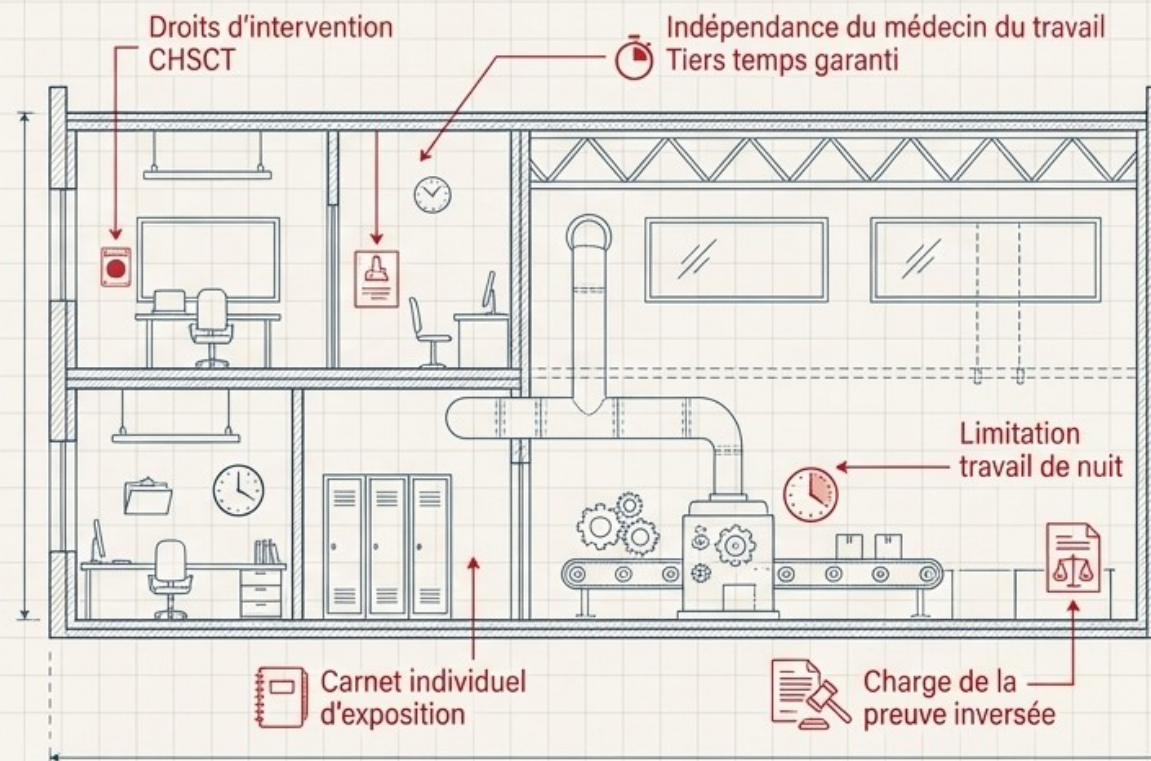 Droits d'intervention
CHSCT
Indépendance du médecin du travail
Tiers temps garanti
Limitation
travail de nuit
Carnet individuel
d'exposition
Charge de la
preuve inversée